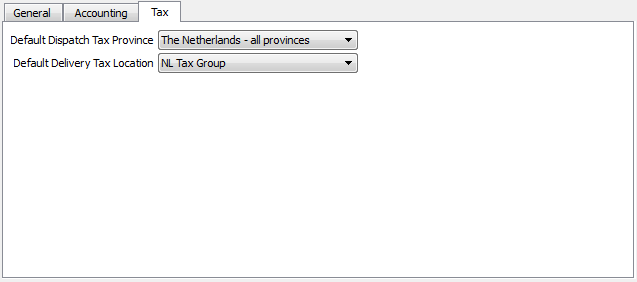 General Accounting Tax
Default Dispatch Tax Province The Netherlands - all provinces
Default Delivery Tax Location NL Tax Group